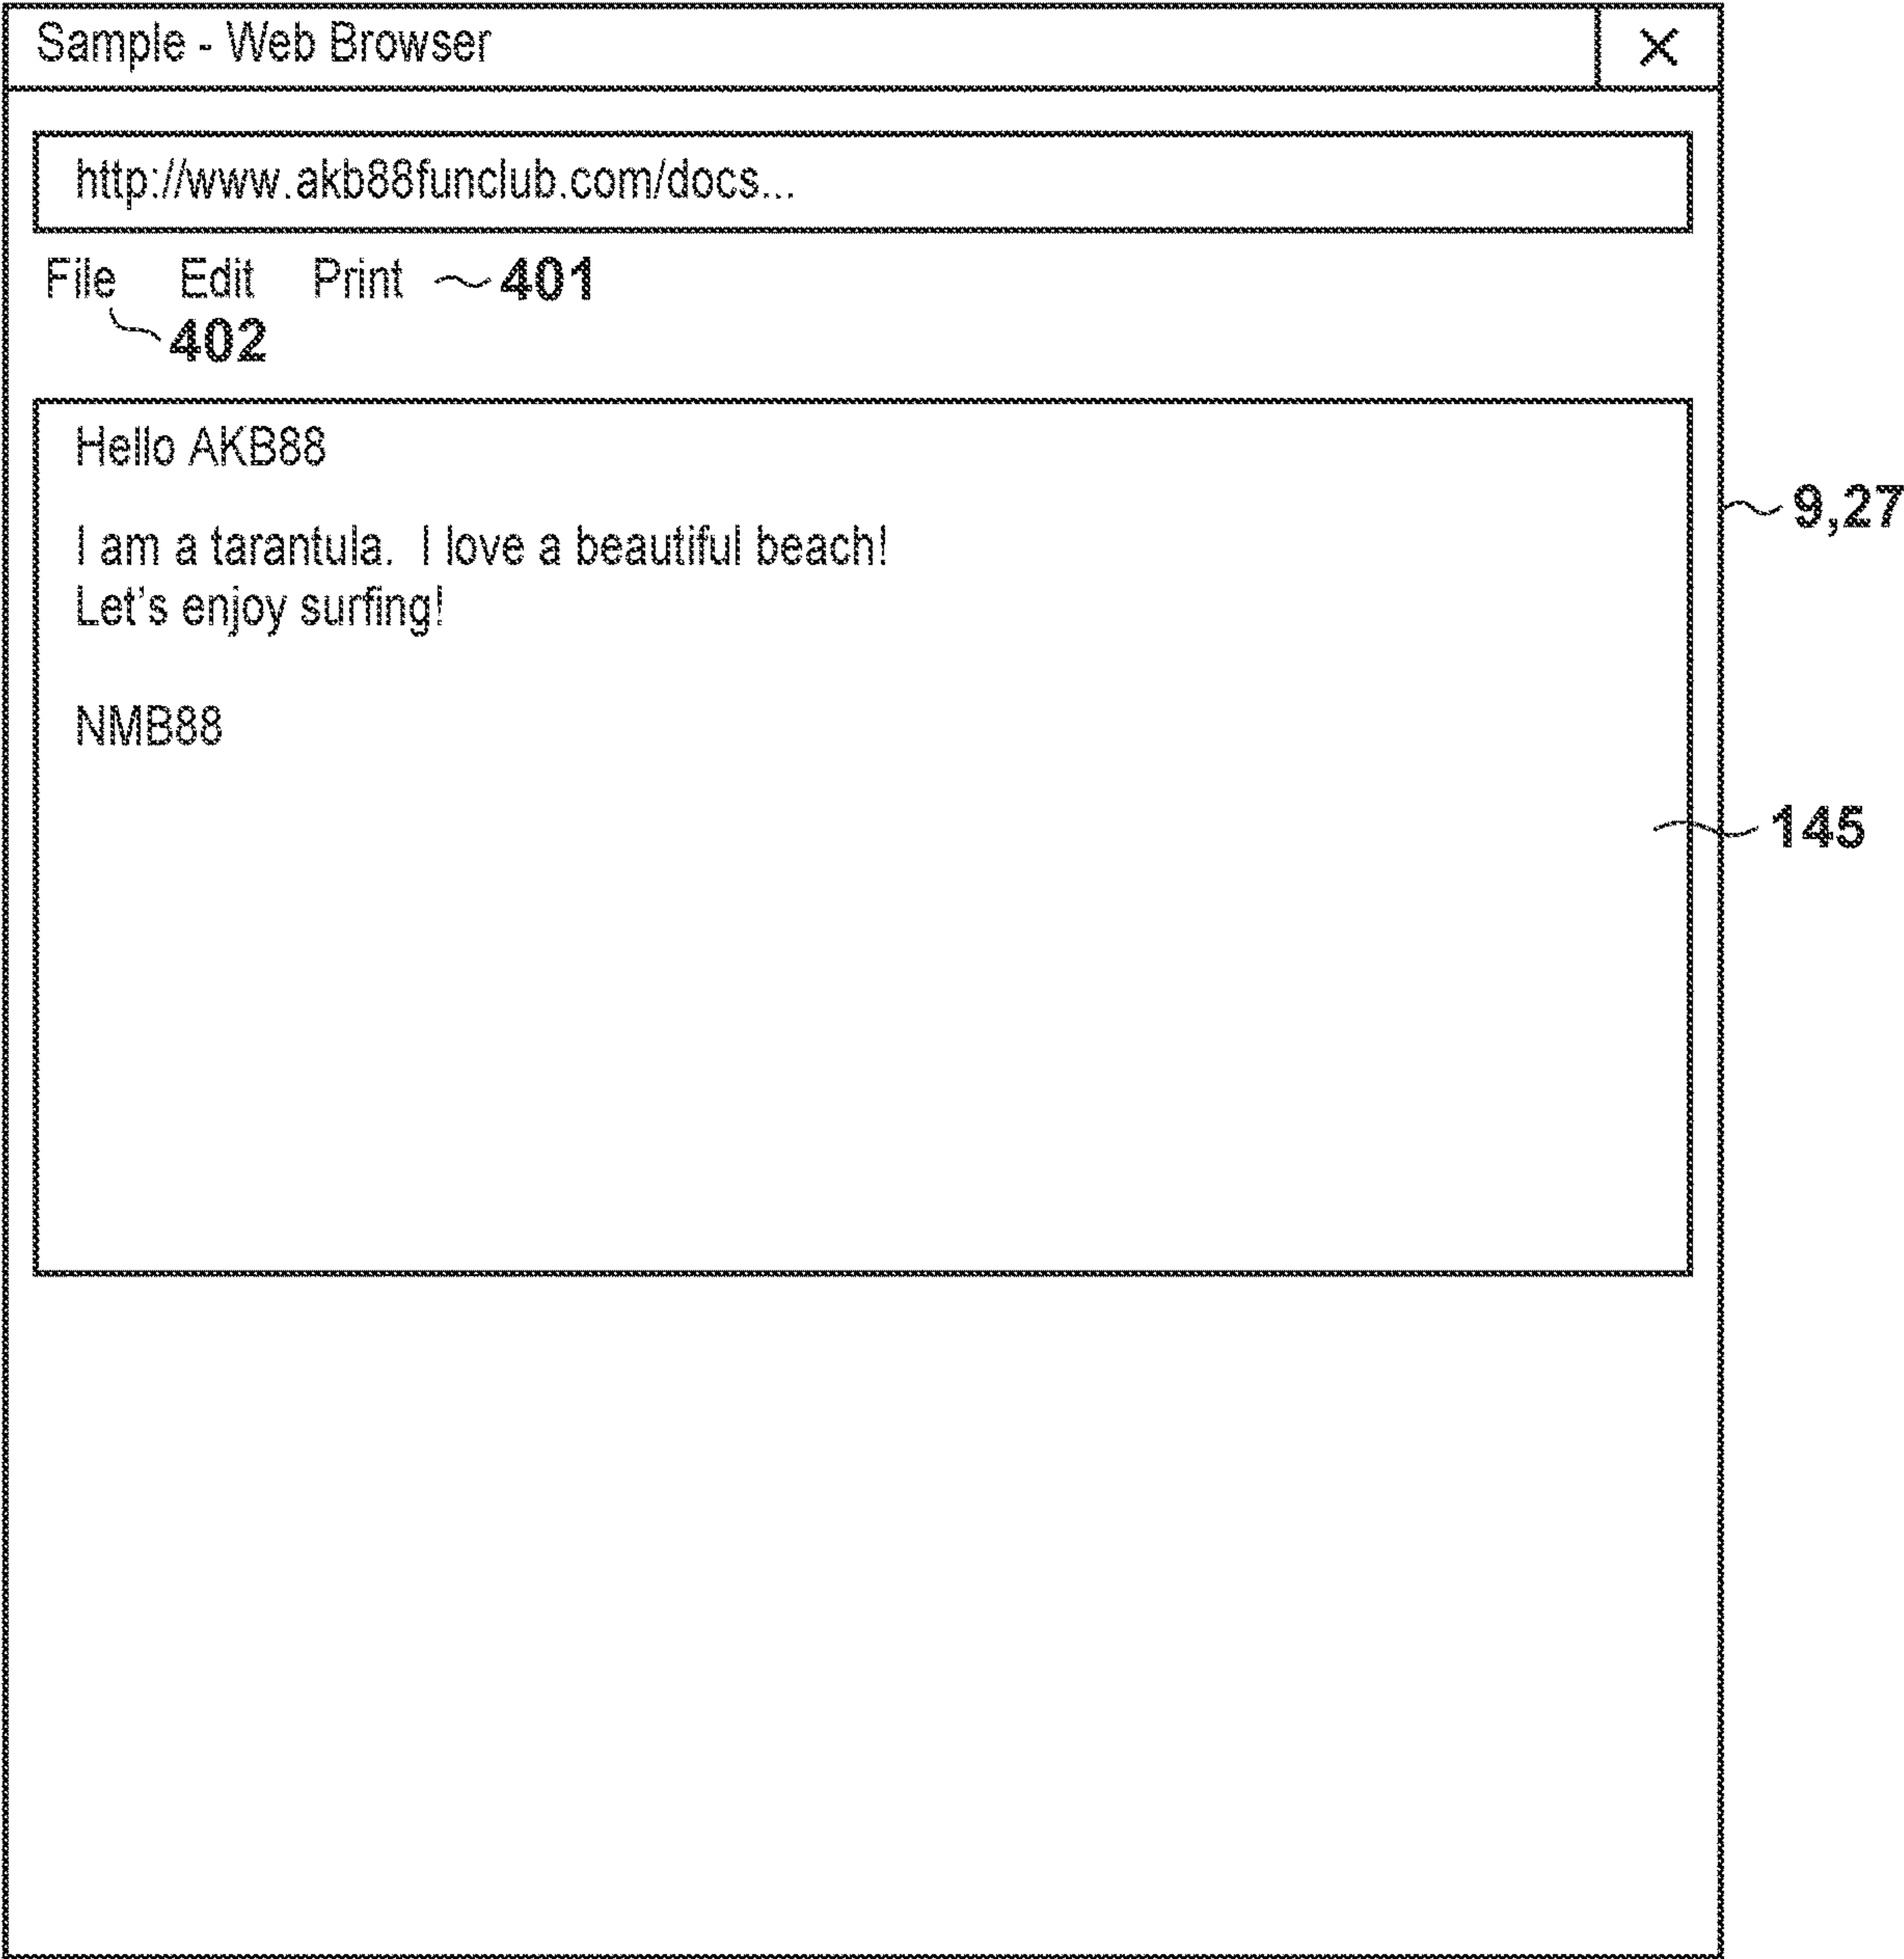 Sample - Web Browser ×
http://www.akb88funclub.com/docs...
File Edit Print 401
402
Hello AKB88
9,27
I am a tarantula. I love a beautiful beach!
Let's enjoy surfing!
NMB88
145